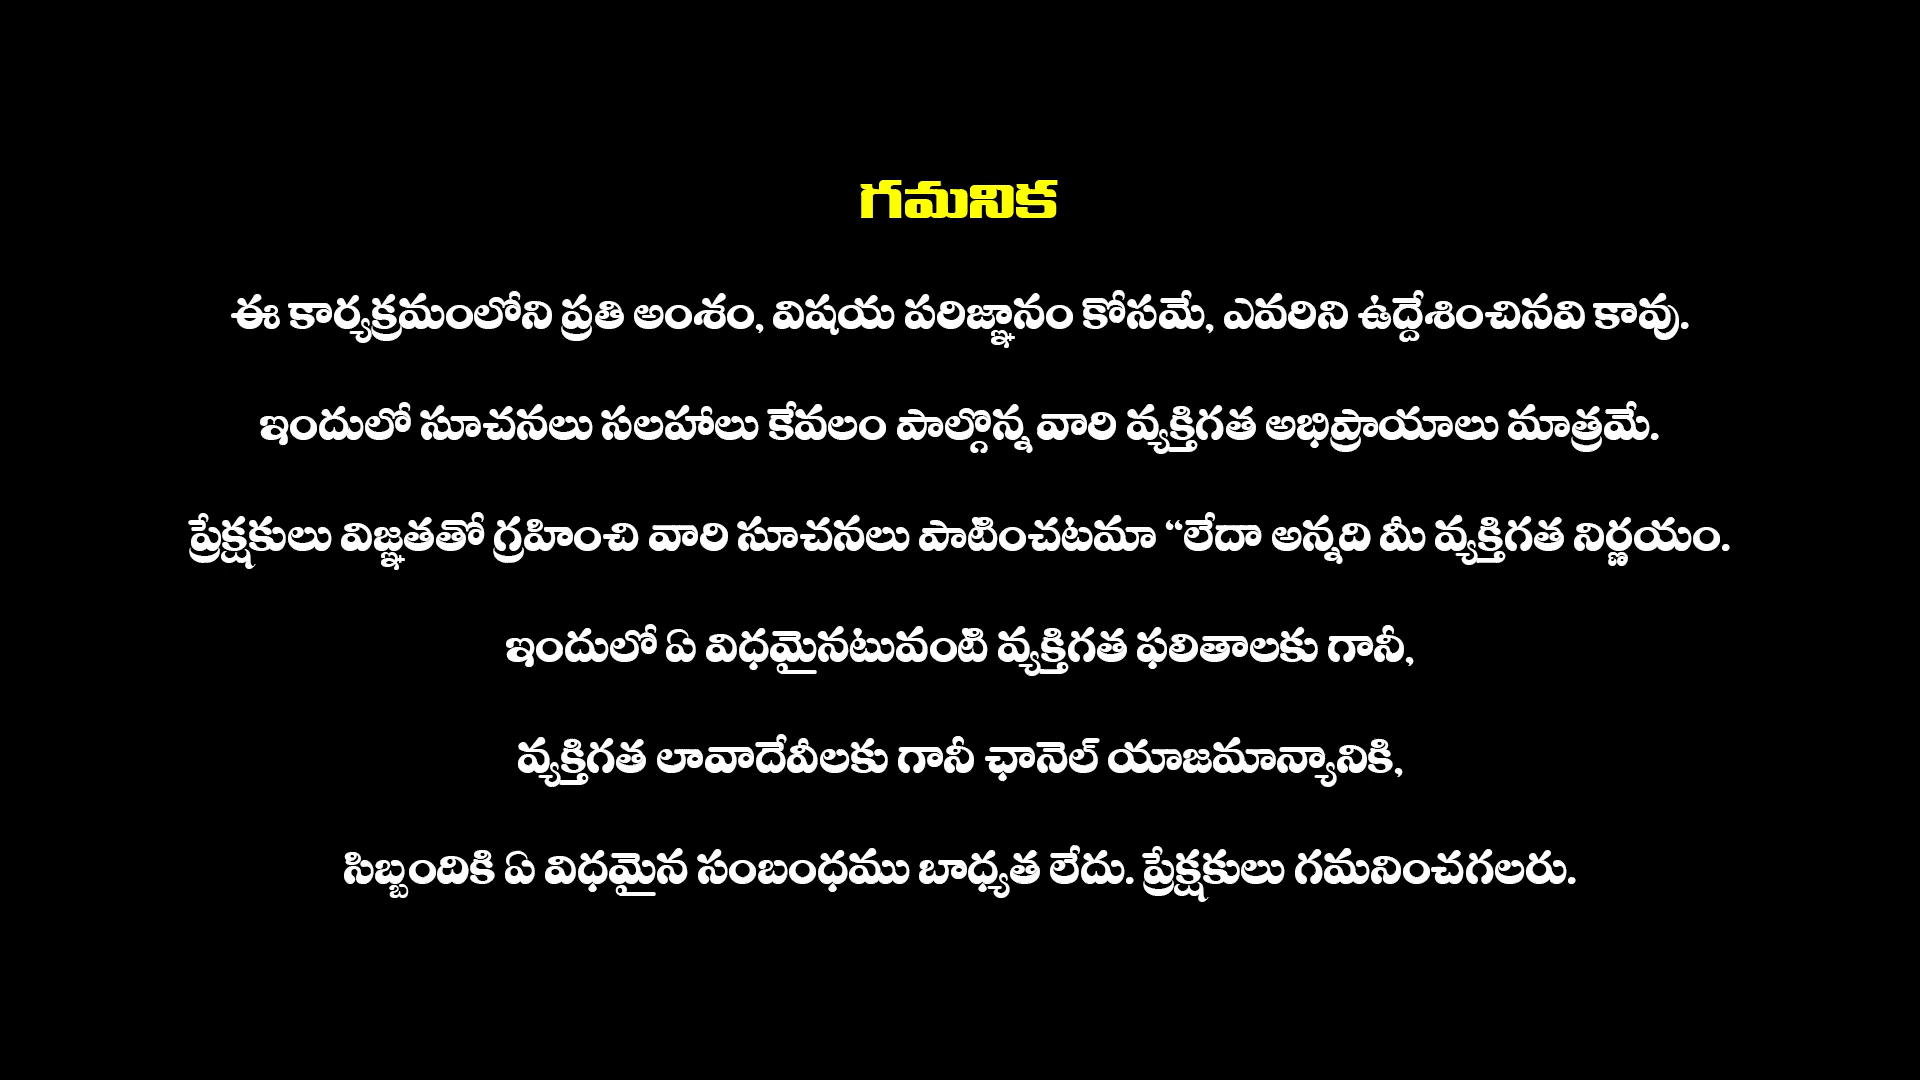 గమనిక
ఈ కార్యక్రమంలోని ప్రతి అంశం, విషయ పరిజ్ఞానం కోసమే, ఎవరిని ఉద్దేశించినవి కావు.
ఇందులో సూచనలు సలహాలు కేవలం పాల్గొన్న వారి వ్యక్తిగత అభిప్రాయాలు మాత్రమే.
ప్రేక్షకులు విజ్ఞతతో గ్రహించి వారి సూచనలు పాటించటమా “లేదా అన్నది మీ వ్యక్తిగత నిర్ణయం.
ఇందులో ఏ విధమైనటువంటి వ్యక్తిగత ఫలితాలకు గానీ,
వ్యక్తిగత లావాదేవీలకు గానీ ఛానెల్ యాజమాన్యానికి,
సిబ్బందికి ఏ విధమైన సంబంధము బాధ్యత లేదు. ప్రేక్షకులు గమనించగలరు.